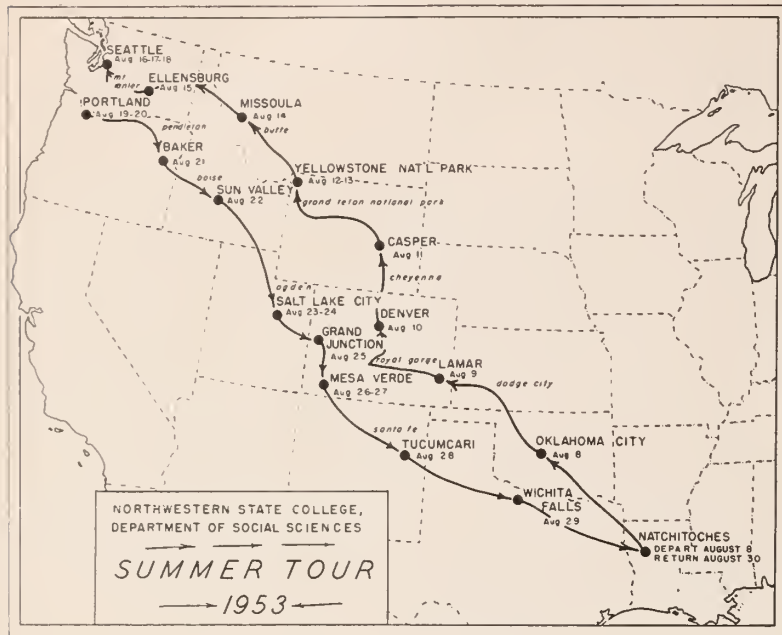 SEATTLE
Aug 16-17-18
mt
ranier
ELLENSBURG
Aug 15
PORTLAND
Aug 19-20
MISSOULA
Aug 14
pendleton
butte
BAKER
Aug 21
YELLOWSTONE NAT'L PARK
Aug 12-13
boise
SUN VALLEY
Aug 22
grand teton national park
CASPER
Aug 11
cheyenne
ogden
SALT LAKE CITY
Aug 23-24
DENVER
Aug 10
GRAND
JUNCTION
Aug 25
royal gorge
LAMAR
Aug 9
MESA VERDE
Aug 26-27
dodge city
santa fe
TUCUMCARI
Aug 28
OKLAHOMA CITY
Aug 8
WICHITA
FALLS
Aug 29
NATCHITOCHES
DEPART AUGUST 8
RETURN AUGUST 30
NORTHWESTERN STATE COLLEGE,
DEPARTMENT OF SOCIAL SCIENCES
SUMMER TOUR
1953